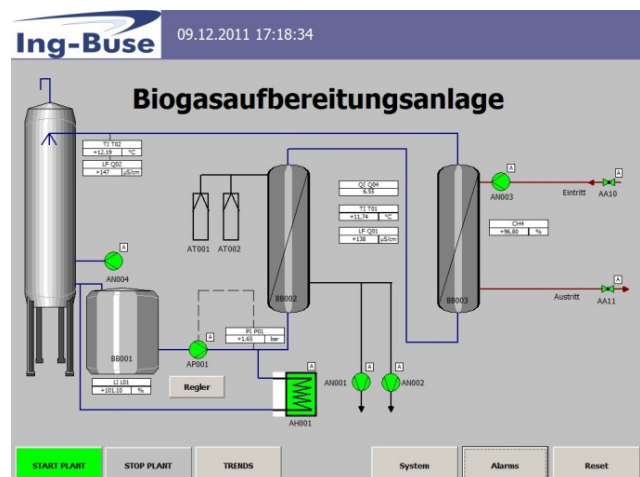 Ing-Buse
09.12.2011 17:18:34
Biogasaufbereitungsanlage
TI T02
+12.19 °C
LF Q02
+147 µS/cm
A
AN004
AT001 AT002
BB002
QI Q04
6.55
TI T01
+11.74 °C
LF Q01
+138 µS/cm
A
AN003
Eintritt
A
AA10
CH4
+96.80 %
BB003
Austritt
A
AA11
BB001
LI L01
+101.10 %
A
AP001
PI P01
+1.65 bar
Regler
A
AH001
AN001
A
A
AN002
START PLANT
STOP PLANT
TRENDS
System
Alarms
Reset